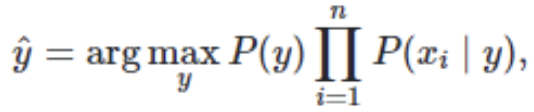 ŷ = arg max_y P(y) ∏_{i=1}^{n} P(x_i | y),